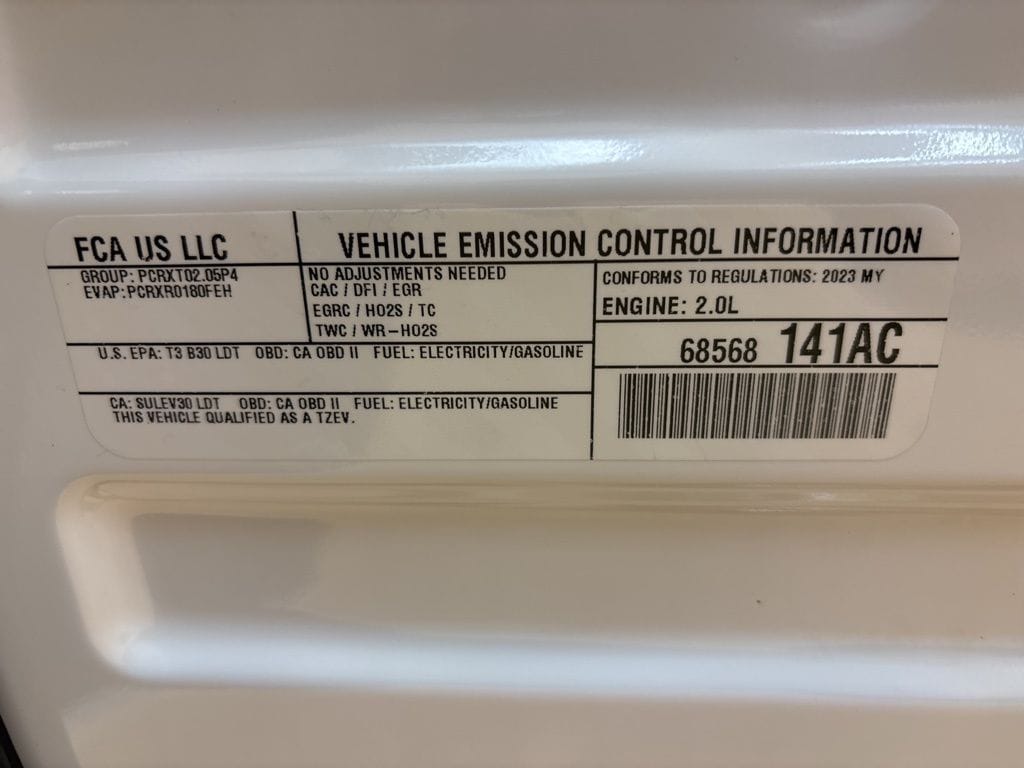 FCA US LLC
VEHICLE EMISSION CONTROL INFORMATION
GROUP: PCRXT02.05P4
EVAP:PCRXR0180FEH
NO ADJUSTMENTS NEEDED
CAC / DFI / EGR
EGRC / HO2S / TC
TWC / WR-HO2S
CONFORMS TO REGULATIONS: 2023 MY
ENGINE: 2.0L
68568 141AC
U.S. EPA: T3 B30 LDT OBD: CA OBD II FUEL: ELECTRICITY/GASOLINE
CA: SULEV30 LDT OBD: CA OBD II FUEL: ELECTRICITY/GASOLINE
THIS VEHICLE QUALIFIED AS A TZEV.